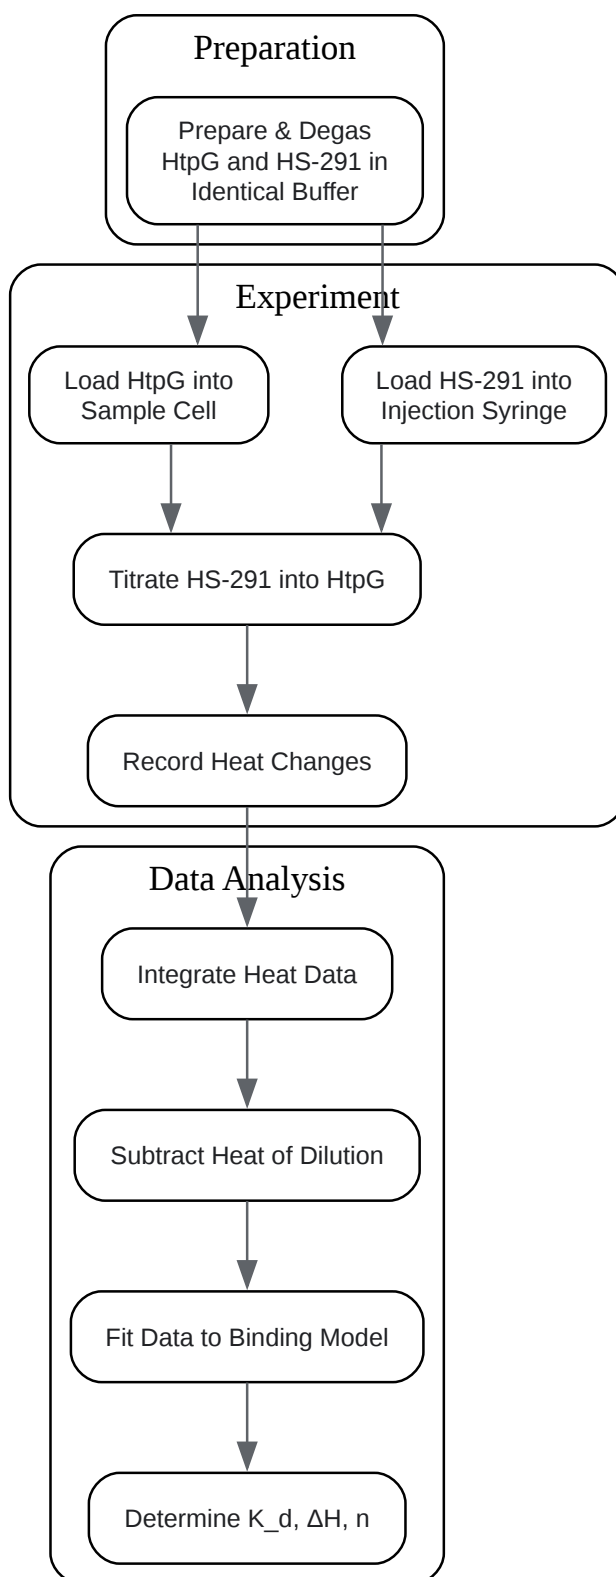 Preparation
Prepare & Degas
HtpG and HS-291 in
Identical Buffer
Experiment
Load HtpG into
Sample Cell
Load HS-291 into
Injection Syringe
Titrate HS-291 into HtpG
Record Heat Changes
Data Analysis
Integrate Heat Data
Subtract Heat of Dilution
Fit Data to Binding Model
Determine K_d, ΔH, n